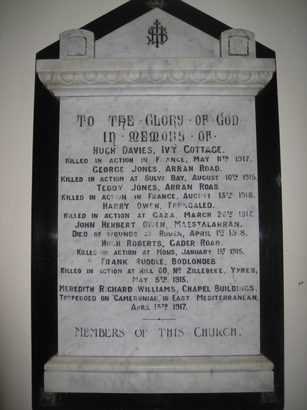 IHS
TO THE GLORY OF GOD
IN MEMORY OF
HUGH DAVIES, IVY COTTAGE.
KILLED IN ACTION IN FRANCE, MAY 11TH 1917.
GEORGE JONES, ARRAN ROAD.
KILLED IN ACTION AT SULVA BAY, AUGUST 10TH 1915.
TEDDY JONES, ARRAN ROAD.
KILLED IN ACTION IN FRANCE, AUGUST 13TH 1918.
HARRY OWEN,
KILLED IN ACTION AT GAZA, MARCH 26TH 1917.
JOHN HERBERT OWEN, MAESTALARRAN.
DIED OF WOUNDS AT ROUEN, APRIL 1ST 1918.
HUGH ROBERTS, CADER ROAD.
KILLED IN ACTION AT MONS, JANUARY 1ST 1915.
FRANK RUDDLE, BODLONDEB.
KILLED IN ACTION AT HILL 60, NR ZILLEBEKE, YPRES,
MAY 5TH 1915.
MEREDITH RICHARD WILLIAMS, CHAPEL BUILDINGS.
TORPEDOED ON "CAMERONIA", IN EAST MEDITERRANEAN,
APRIL 15TH 1917.
MEMBERS OF THIS CHURCH.